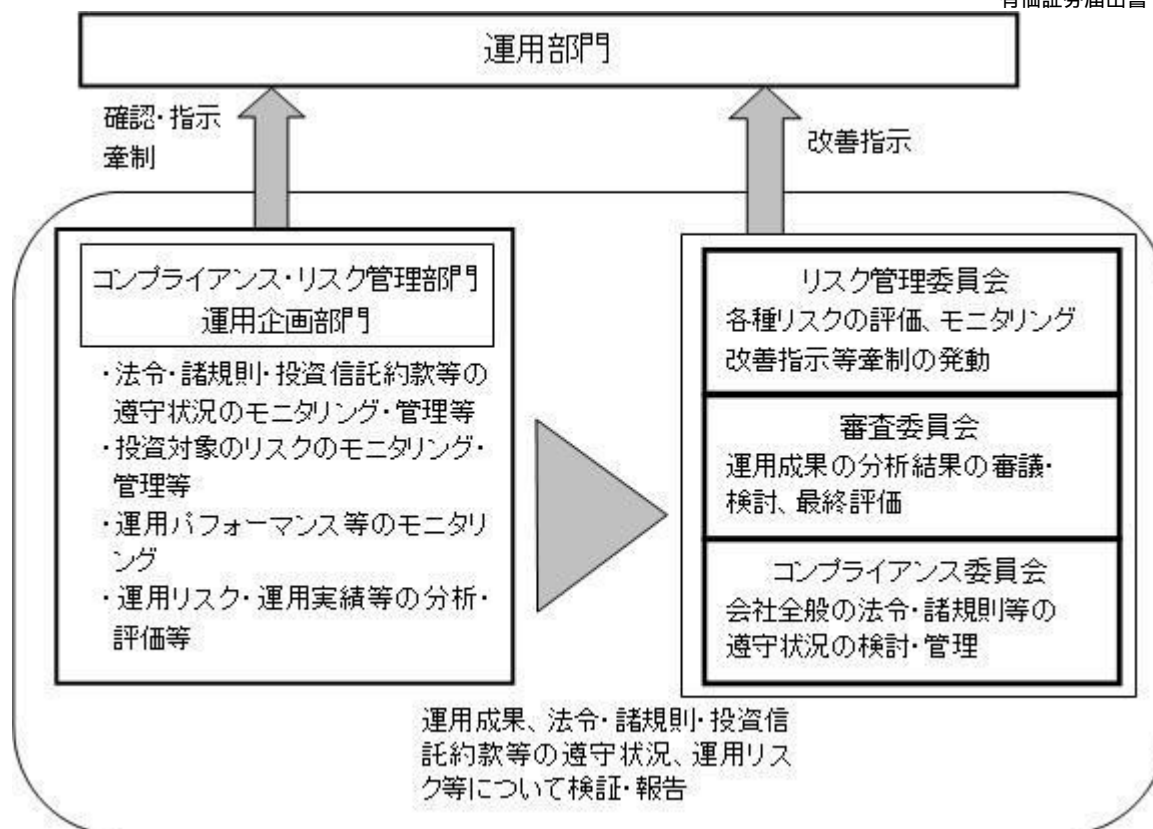 有価証券届出書
運用部門
確認・指示
牽制
改善指示
コンプライアンス・リスク管理部門
運用企画部門
・法令・諸規則・投資信託約款等の
遵守状況のモニタリング・管理等
・投資対象のリスクのモニタリング・
管理等
・運用パフォーマンス等のモニタリ
ング
・運用リスク・運用実績等の分析・
評価等
リスク管理委員会
各種リスクの評価、モニタリング
改善指示等牽制の発動
審査委員会
運用成果の分析結果の審議・
検討、最終評価
コンプライアンス委員会
会社全般の法令・諸規則等の
遵守状況の検討・管理
運用成果、法令・諸規則・投資信
託約款等の遵守状況、運用リス
ク等について検証・報告